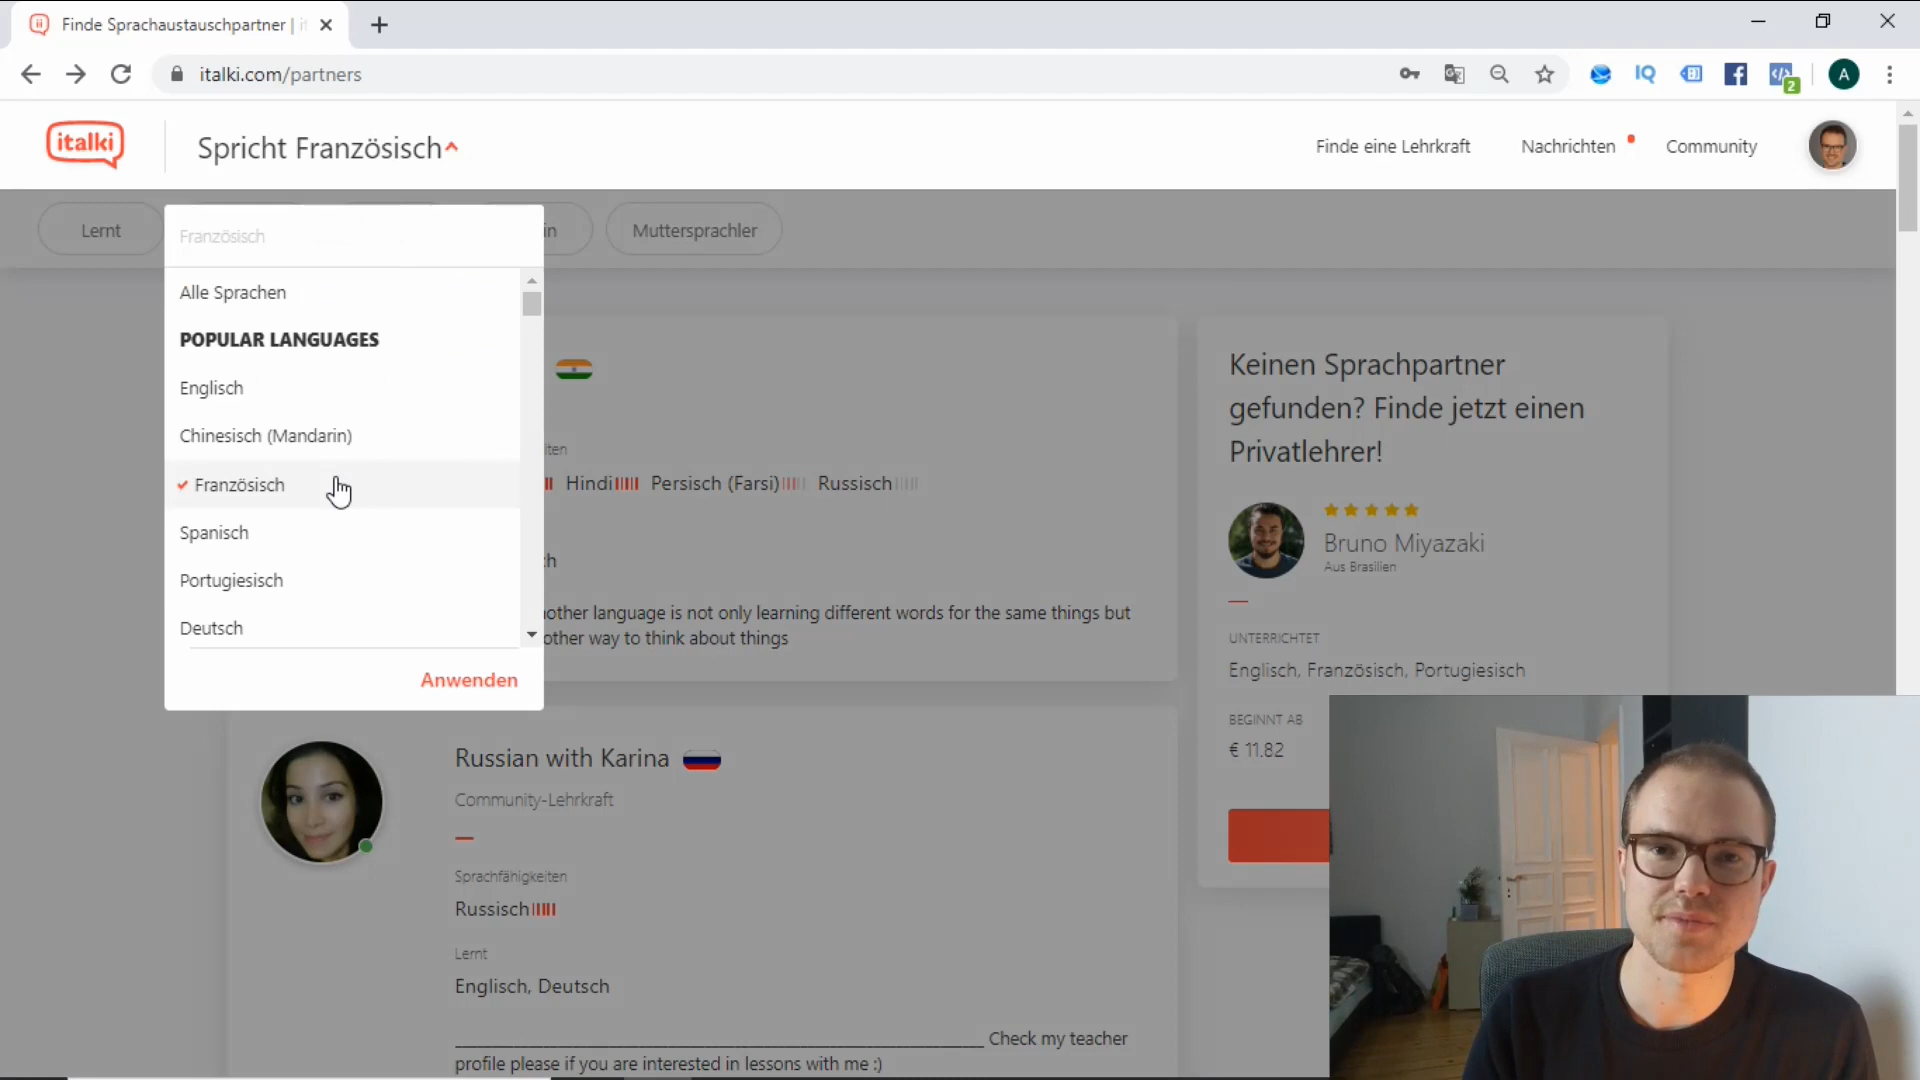 Finde Sprachaustauschpartner |
italki.com/partners
IQ
2
A
italki
Spricht Französisch
Finde eine Lehrkraft
Nachrichten
Community
Lernt
in
Muttersprachler
Französisch
Alle Sprachen
POPULAR LANGUAGES
Englisch
Chinesisch (Mandarin)
Französisch
Spanisch
Portugiesisch
Deutsch
Anwenden
iten
Hindi Persisch (Farsi) Russisch
ch
other language is not only learning different words for the same things but
other way to think about things
Russian with Karina
Community-Lehrkraft
Sprachfähigkeiten
Russisch
Lernt
Englisch, Deutsch
Check my teacher
profile please if you are interested in lessons with me :)
Keinen Sprachpartner
gefunden? Finde jetzt einen
Privatlehrer!
Bruno Miyazaki
Aus Brasilien
UNTERRICHTET
Englisch, Französisch, Portugiesisch
BEGINNT AB
€ 11.82